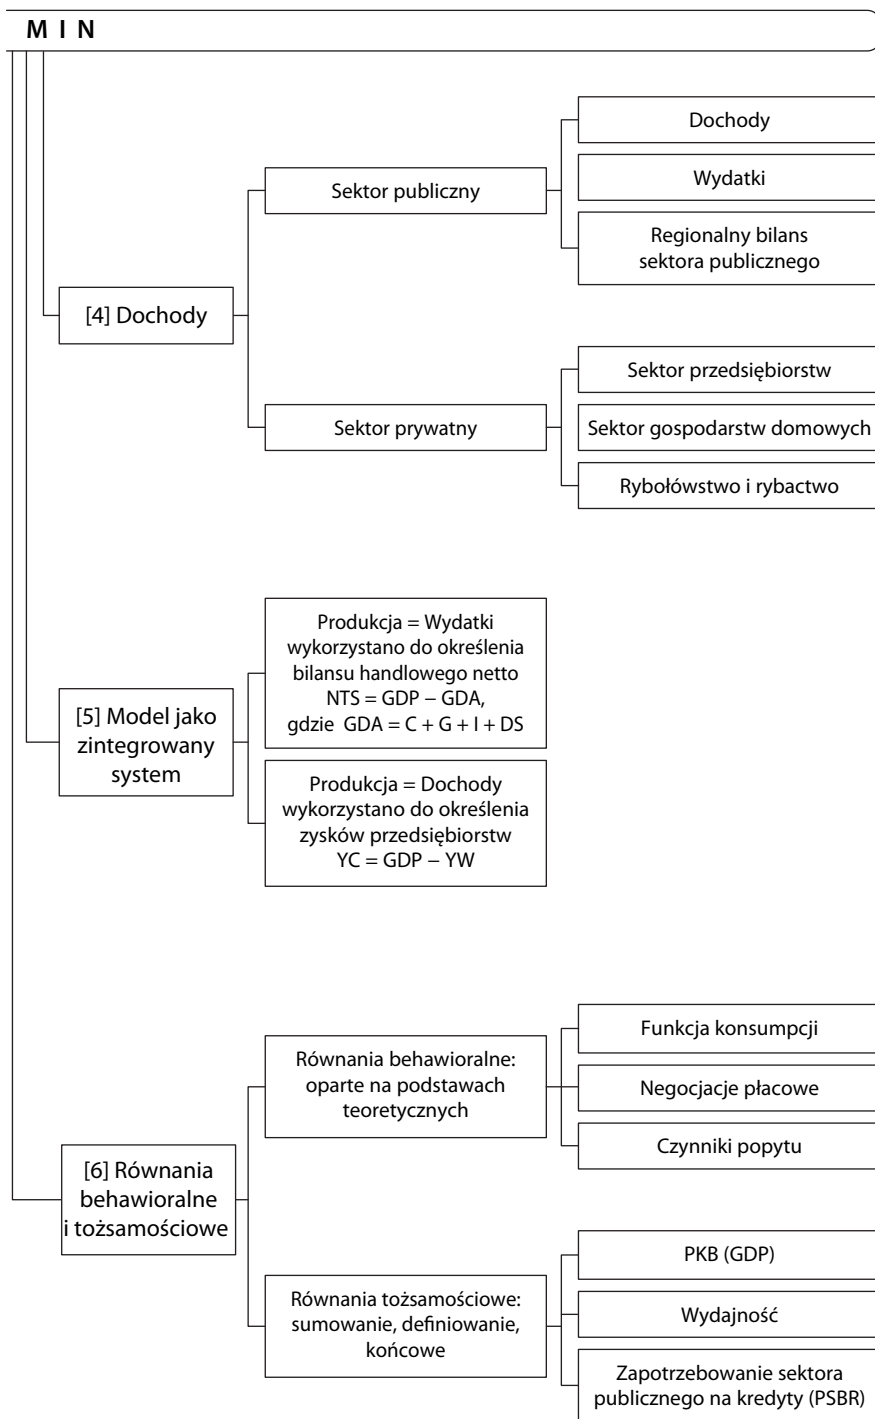 M I N
[4] Dochody
Sektor publiczny
Dochody
Wydatki
Regionalny bilans
sektora publicznego
Sektor prywatny
Sektor przedsiębiorstw
Sektor gospodarstw domowych
Rybołówstwo i rybactwo
[5] Model jako
zintegrowany
system
Produkcja = Wydatki
wykorzystano do określenia
bilansu handlowego netto
NTS = GDP – GDA,
gdzie GDA = C + G + I + DS
Produkcja = Dochody
wykorzystano do określenia
zysków przedsiębiorstw
YC = GDP – YW
[6] Równania
behawioralne
i tożsamościowe
Równania behawioralne:
oparte na podstawach
teoretycznych
Funkcja konsumpcji
Negocjacje płacowe
Czynniki popytu
Równania tożsamościowe:
sumowanie, definiowanie,
końcowe
PKB (GDP)
Wydajność
Zapotrzebowanie sektora
publicznego na kredyty (PSBR)